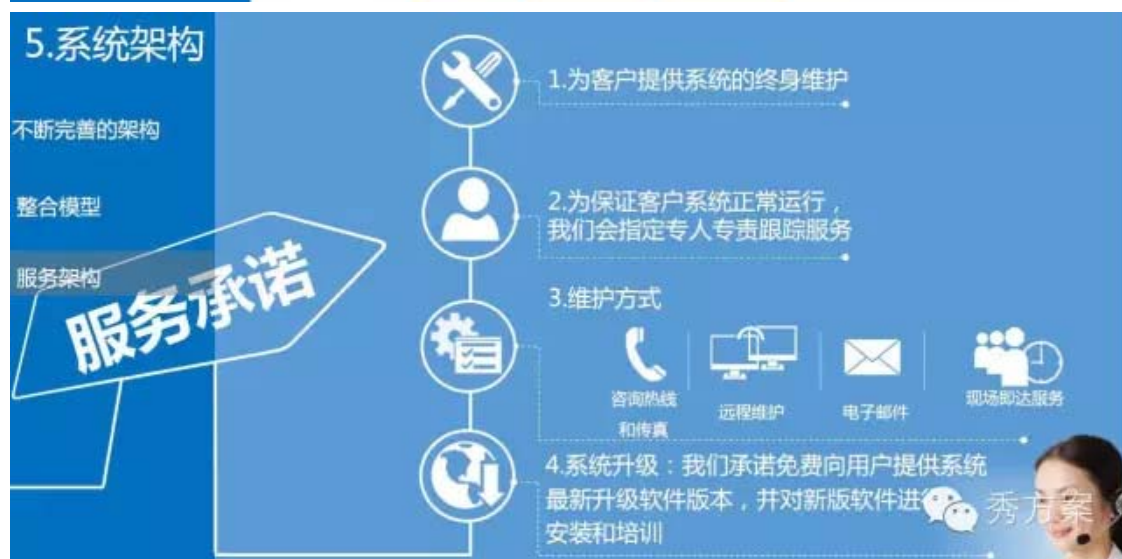 5.系统架构
不断完善的架构
整合模型
服务架构
服务承诺
1.为客户提供系统的终身维护
2.为保证客户系统正常运行，
我们会指定专人专责跟踪服务
3.维护方式
咨询热线
和传真
远程维护
电子邮件
现场即达服务
4.系统升级：我们承诺免费向用户提供系统
最新升级软件版本，并对新版软件进
安装和培训
秀方案